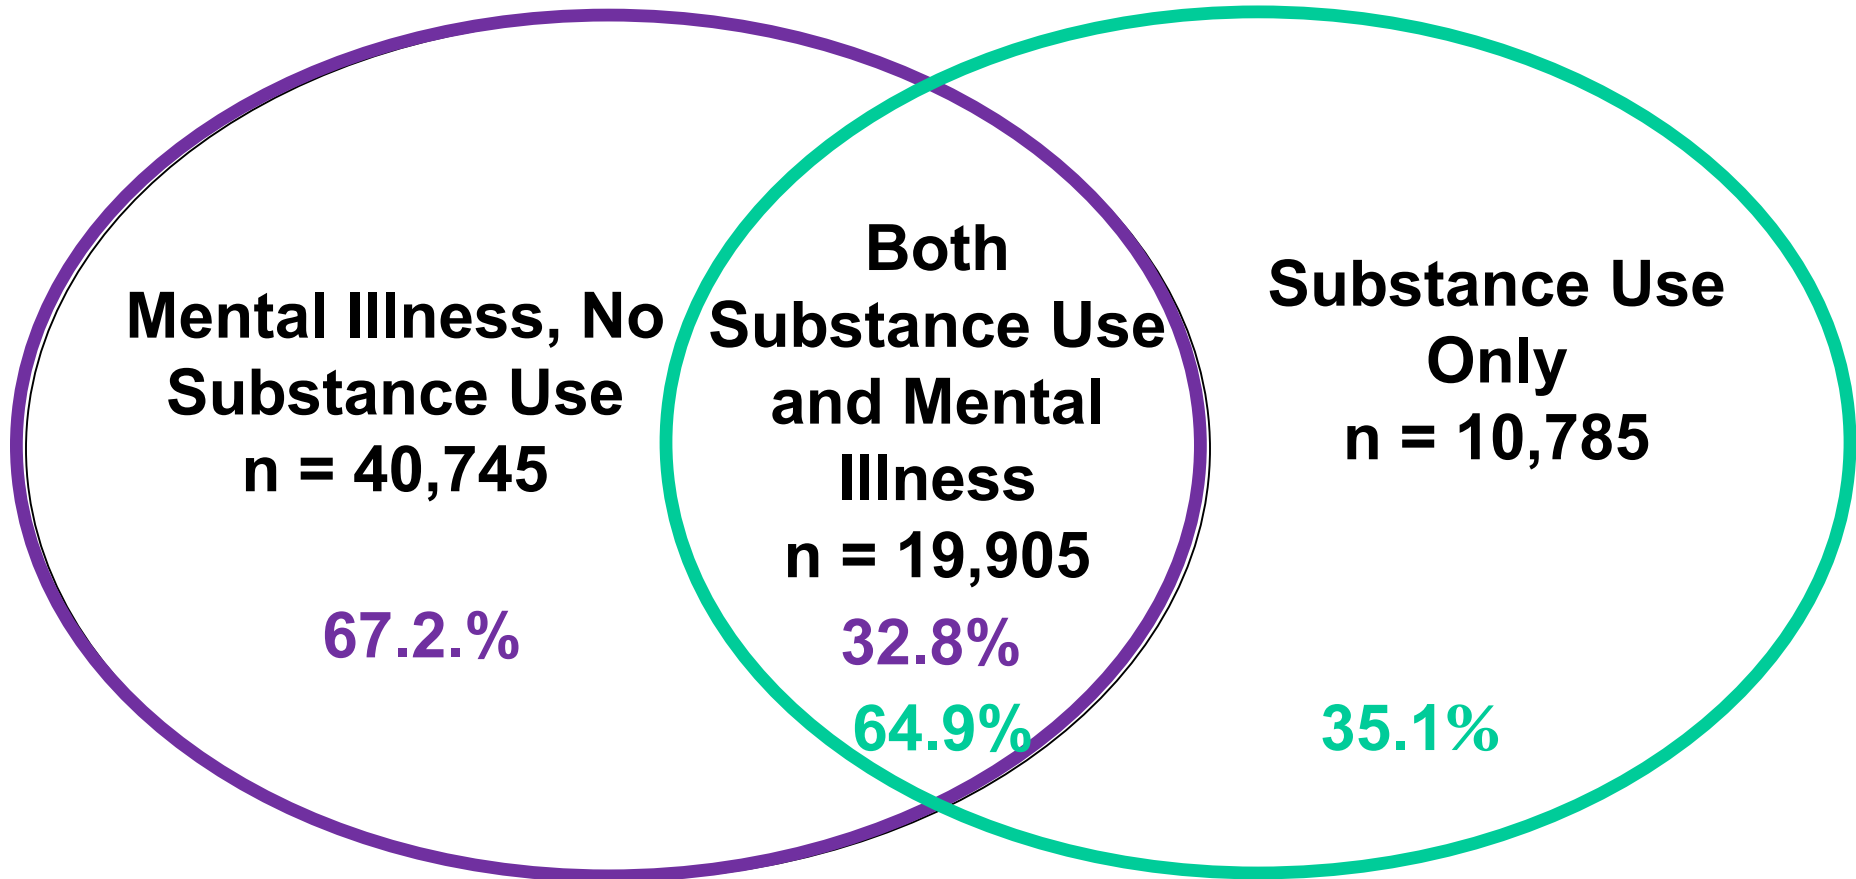 Mental Illness, No
Substance Use
n = 40,745
67.2.%
Both
Substance Use
and Mental
Illness
n = 19,905
32.8%
64.9%
Substance Use
Only
n = 10,785
35.1%